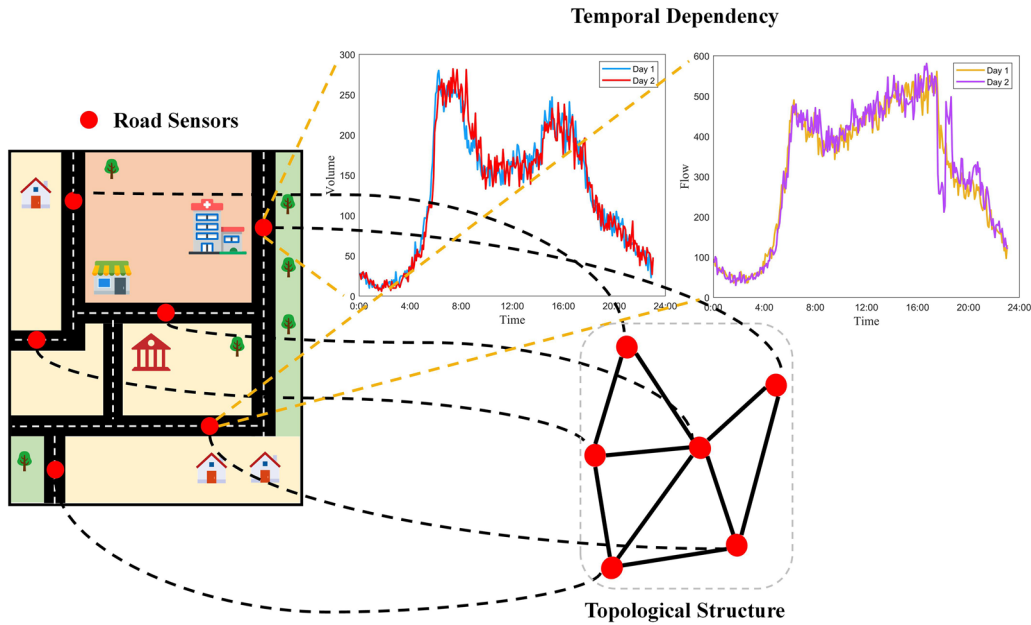 Temporal Dependency
Road Sensors
300
250
200
150
100
50
0
Volume
0:00 4:00 8:00 12:00 16:00 20:00 24:00
Time
Day 1
Day 2
600
500
400
300
200
100
0
Flow
0:00 4:00 8:00 12:00 16:00 20:00 24:00
Time
Day 1
Day 2
Topological Structure